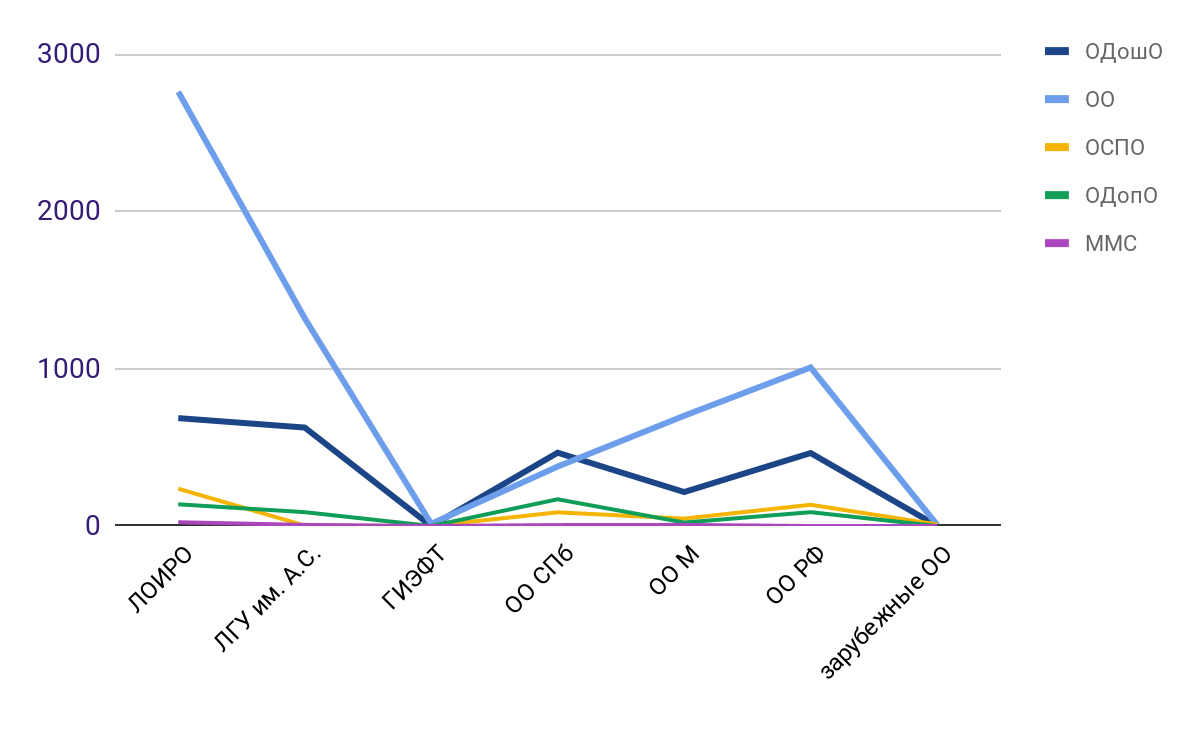 3000
2000
1000
0
ЛОИРО
ЛГУ им. А.С.
ГИЭФТ
ОО СПб
ОО М
ОО РФ
зарубежные ОО
ОДошО
ОО
ОСПО
ОДопО
ММС